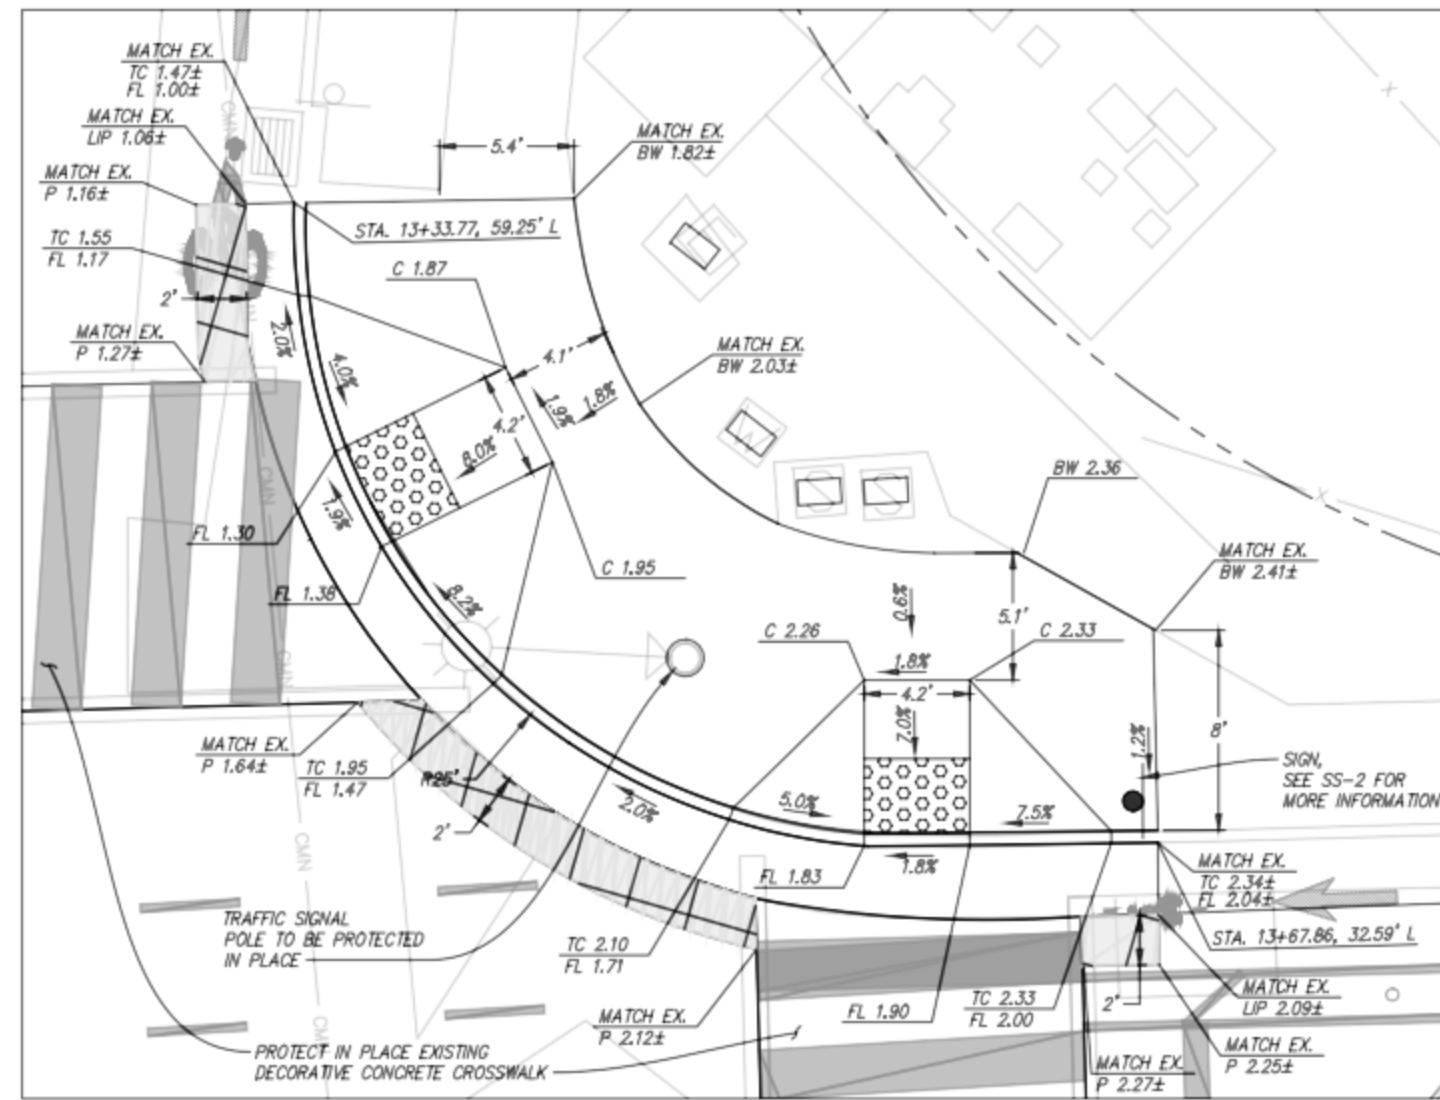 MATCH EX.
TC 1.47±
FL 1.00±
MATCH EX.
LIP 1.06±
MATCH EX.
P 1.16±
TC 1.55
FL 1.17
2'
MATCH EX.
P 1.27±
5.4'
MATCH EX.
BW 1.82±
STA. 13+33.77, 59.25' L
C 1.87
2.0%
4.0%
4.1'
1.9%
1.8%
4.2'
8.0%
MATCH EX.
BW 2.03±
1.9%
FL 1.30
FL 1.38
8.2%
C 1.95
BW 2.36
MATCH EX.
BW 2.41±
0.6%
5.1'
C 2.26
C 2.33
1.8%
4.2'
7.0%
8'
1.2%
SIGN,
SEE SS-2 FOR
MORE INFORMATION
MATCH EX.
P 1.64±
TC 1.95
FL 1.47
2'
2.0%
5.0%
7.5%
FL 1.83
1.8%
MATCH EX.
TC 2.34±
FL 2.04±
STA. 13+67.86, 32.59' L
TRAFFIC SIGNAL
POLE TO BE PROTECTED
IN PLACE
TC 2.10
FL 1.71
MATCH EX.
P 2.12±
FL 1.90
TC 2.33
FL 2.00
2'
MATCH EX.
LIP 2.09±
MATCH EX.
P 2.25±
MATCH EX.
P 2.27±
PROTECT IN PLACE EXISTING
DECORATIVE CONCRETE CROSSWALK
CMN
CMN
CMN
CMN
CMN
X
X